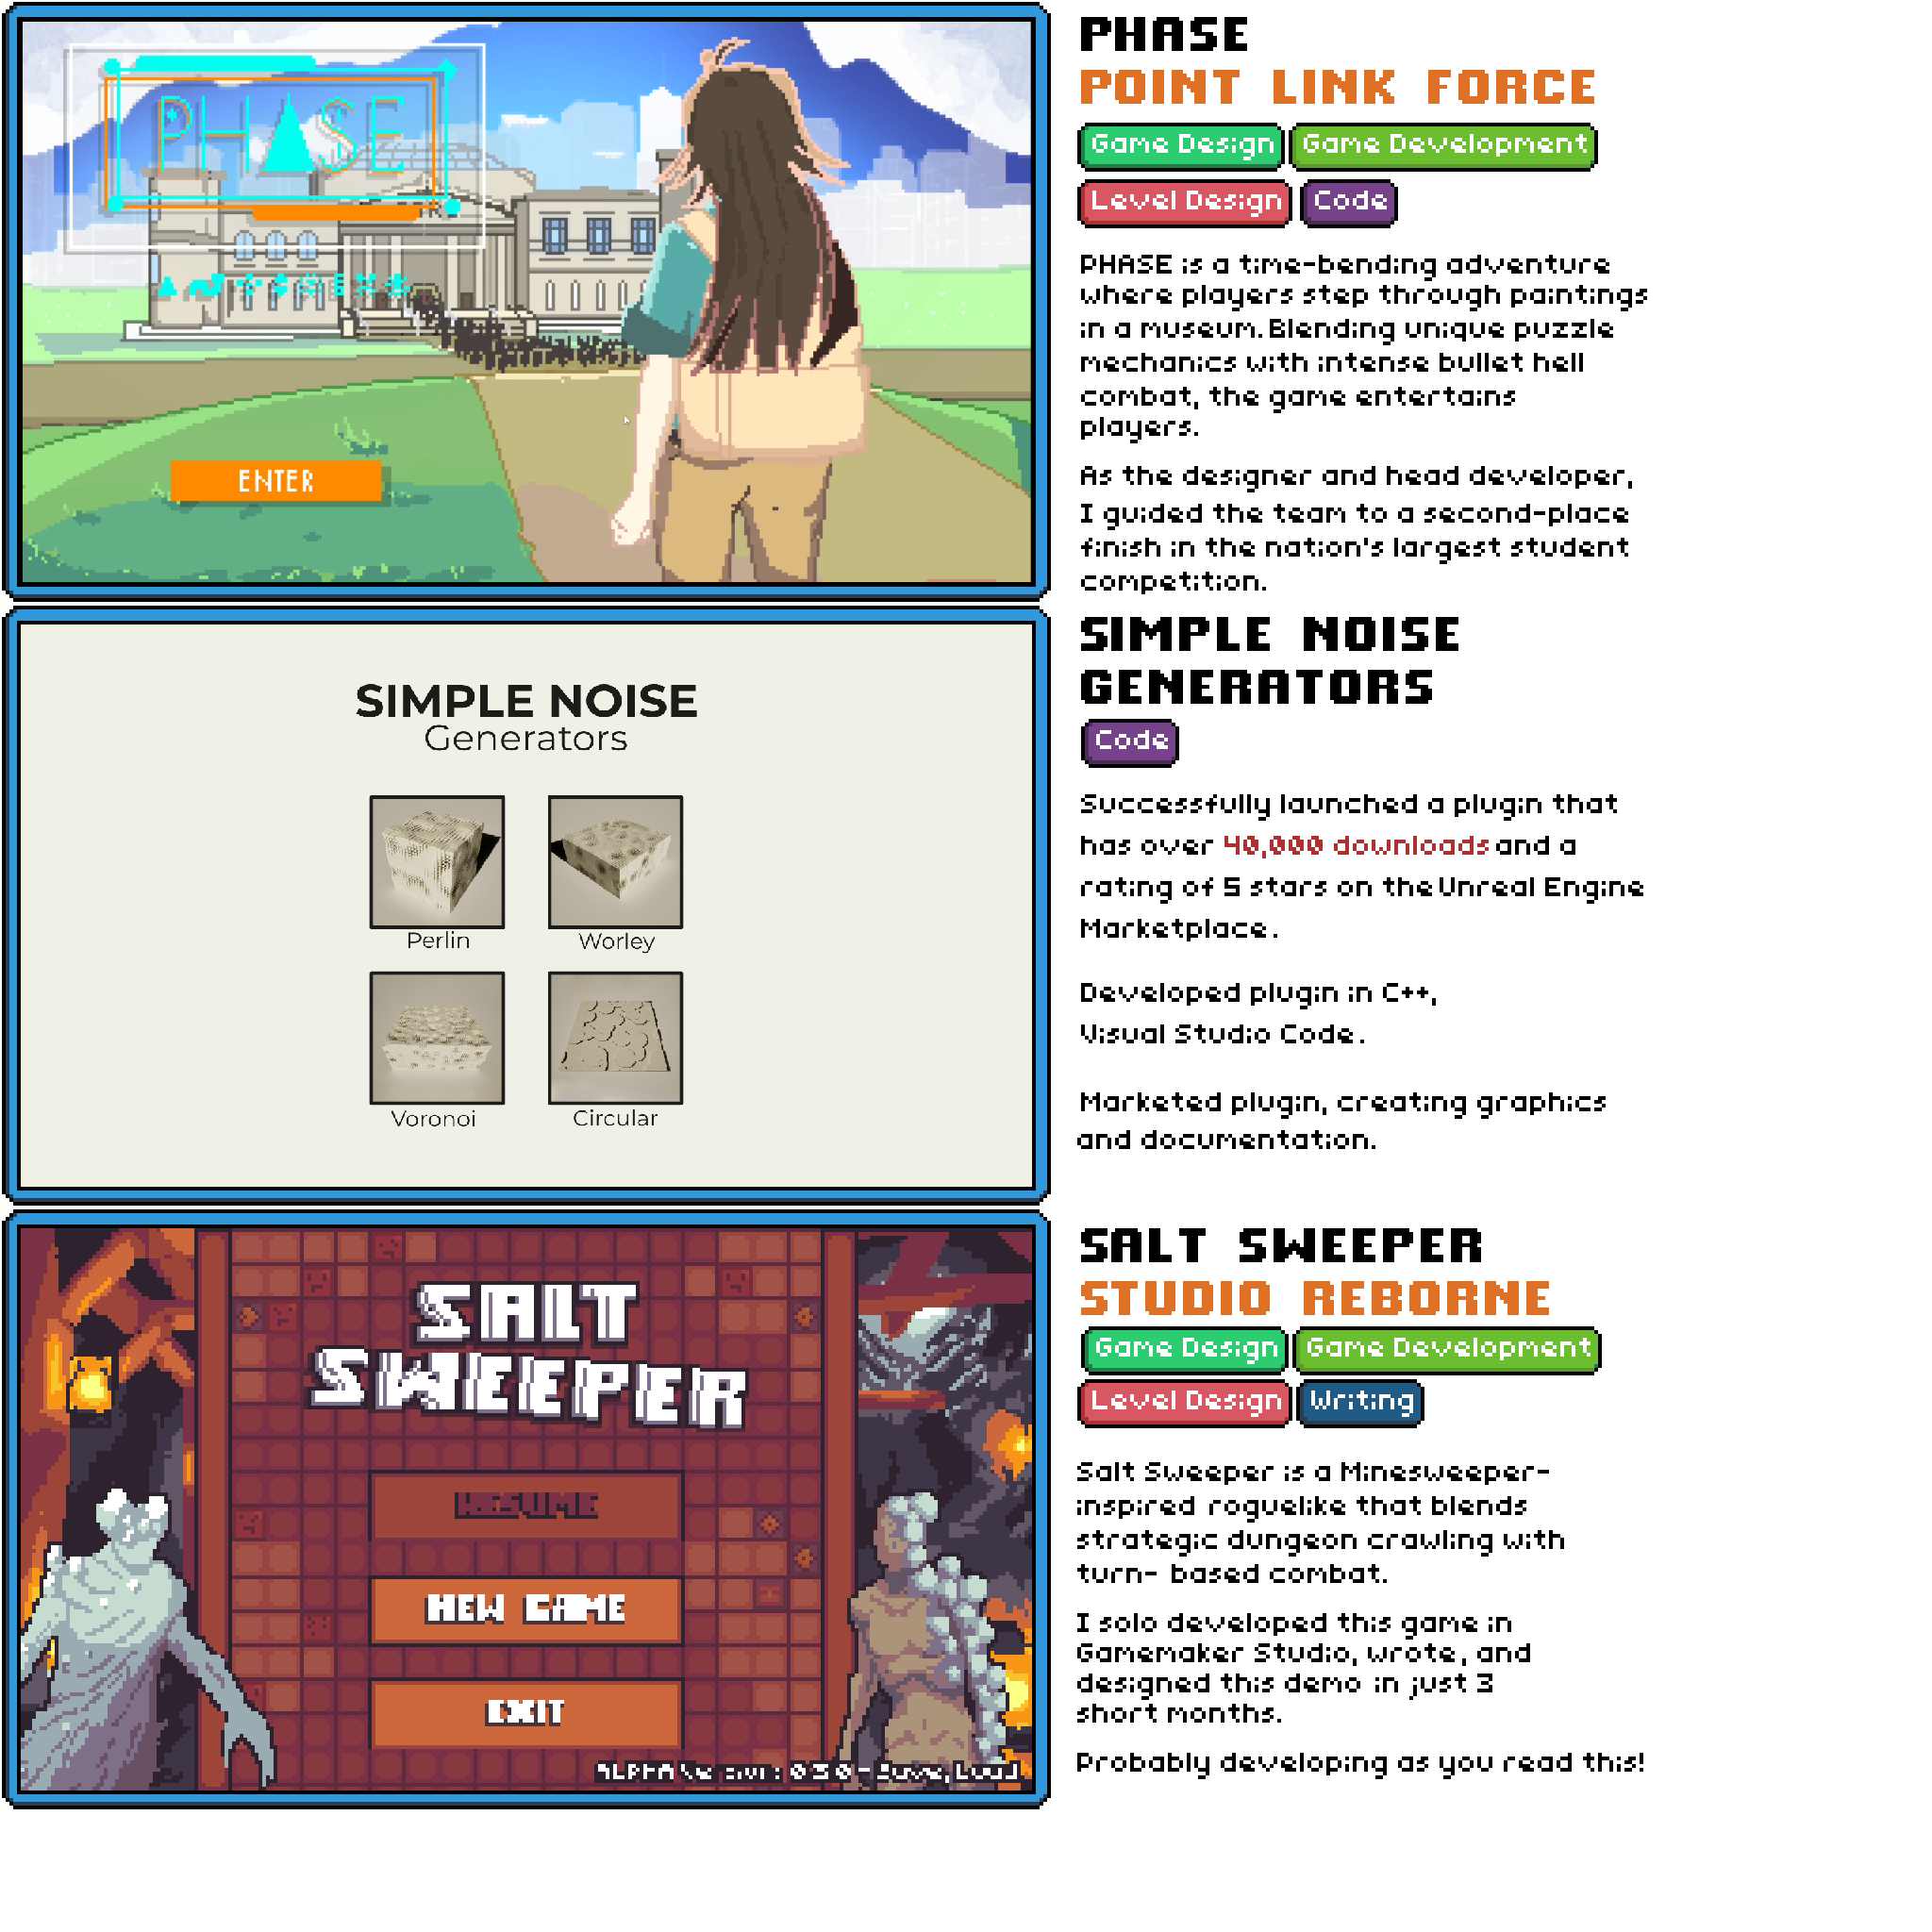 PHASE
ENTER
PHASE
POINT LINK FORCE
Game Design Game Development
Level Design Code
PHASE is a time-bending adventure
where players step through paintings
in a museum. Blending unique puzzle
mechanics with intense bullet hell
combat, the game entertains
players.
As the designer and head developer,
I guided the team to a second-place
finish in the nation's largest student
competition.
SIMPLE NOISE
Generators
Perlin Worley
Voronoi Circular
SIMPLE NOISE
GENERATORS
Code
Successfully launched a plugin that
has over 40,000 downloads and a
rating of 5 stars on the Unreal Engine
Marketplace.
Developed plugin in C++,
Visual Studio Code.
Marketed plugin, creating graphics
and documentation.
SALT
SWEEPER
RESUME
NEW GAME
EXIT
ALPHA Version: 0.3.0 - Save, Load
SALT SWEEPER
STUDIO REBORNE
Game Design Game Development
Level Design Writing
Salt Sweeper is a Minesweeper-
inspired roguelike that blends
strategic dungeon crawling with
turn- based combat.
I solo developed this game in
Gamemaker Studio, wrote, and
designed this demo in just 3
short months.
Probably developing as you read this!